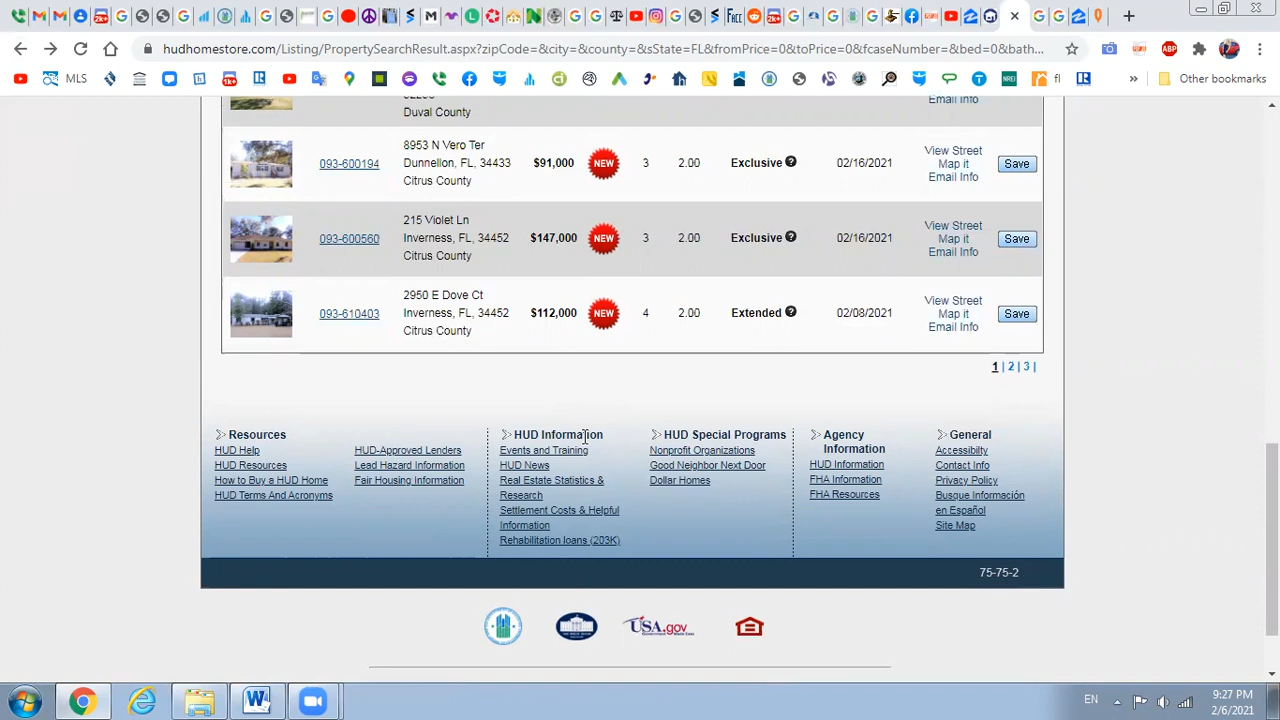 hudhomestore.com/Listing/PropertySearchResult.aspx?zipCode=&city=&county=&sState=FL&fromPrice=0&toPrice=0&fcaseNumber=&bed=0&bath...
MLS
fl
» Other bookmarks
Duval County
Email Info
093-600194
8953 N Vero Ter
Dunnellon, FL, 34433
Citrus County
$91,000
NEW
3
2.00
Exclusive
02/16/2021
View Street
Map it
Email Info
Save
093-600560
215 Violet Ln
Inverness, FL, 34452
Citrus County
$147,000
NEW
3
2.00
Exclusive
02/16/2021
View Street
Map it
Email Info
Save
093-610403
2950 E Dove Ct
Inverness, FL, 34452
Citrus County
$112,000
NEW
4
2.00
Extended
02/08/2021
View Street
Map it
Email Info
Save
1 | 2 | 3 |
Resources
HUD Help
HUD Resources
How to Buy a HUD Home
HUD Terms And Acronyms
HUD-Approved Lenders
Lead Hazard Information
Fair Housing Information
HUD Information
Events and Training
HUD News
Real Estate Statistics &
Research
Settlement Costs & Helpful
Information
Rehabilitation loans (203K)
HUD Special Programs
Nonprofit Organizations
Good Neighbor Next Door
Dollar Homes
Agency
Information
HUD Information
FHA Information
FHA Resources
General
Accessibilty
Contact Info
Privacy Policy
Busque Información
en Español
Site Map
75-75-2
USA.gov
EN
9:27 PM
2/6/2021